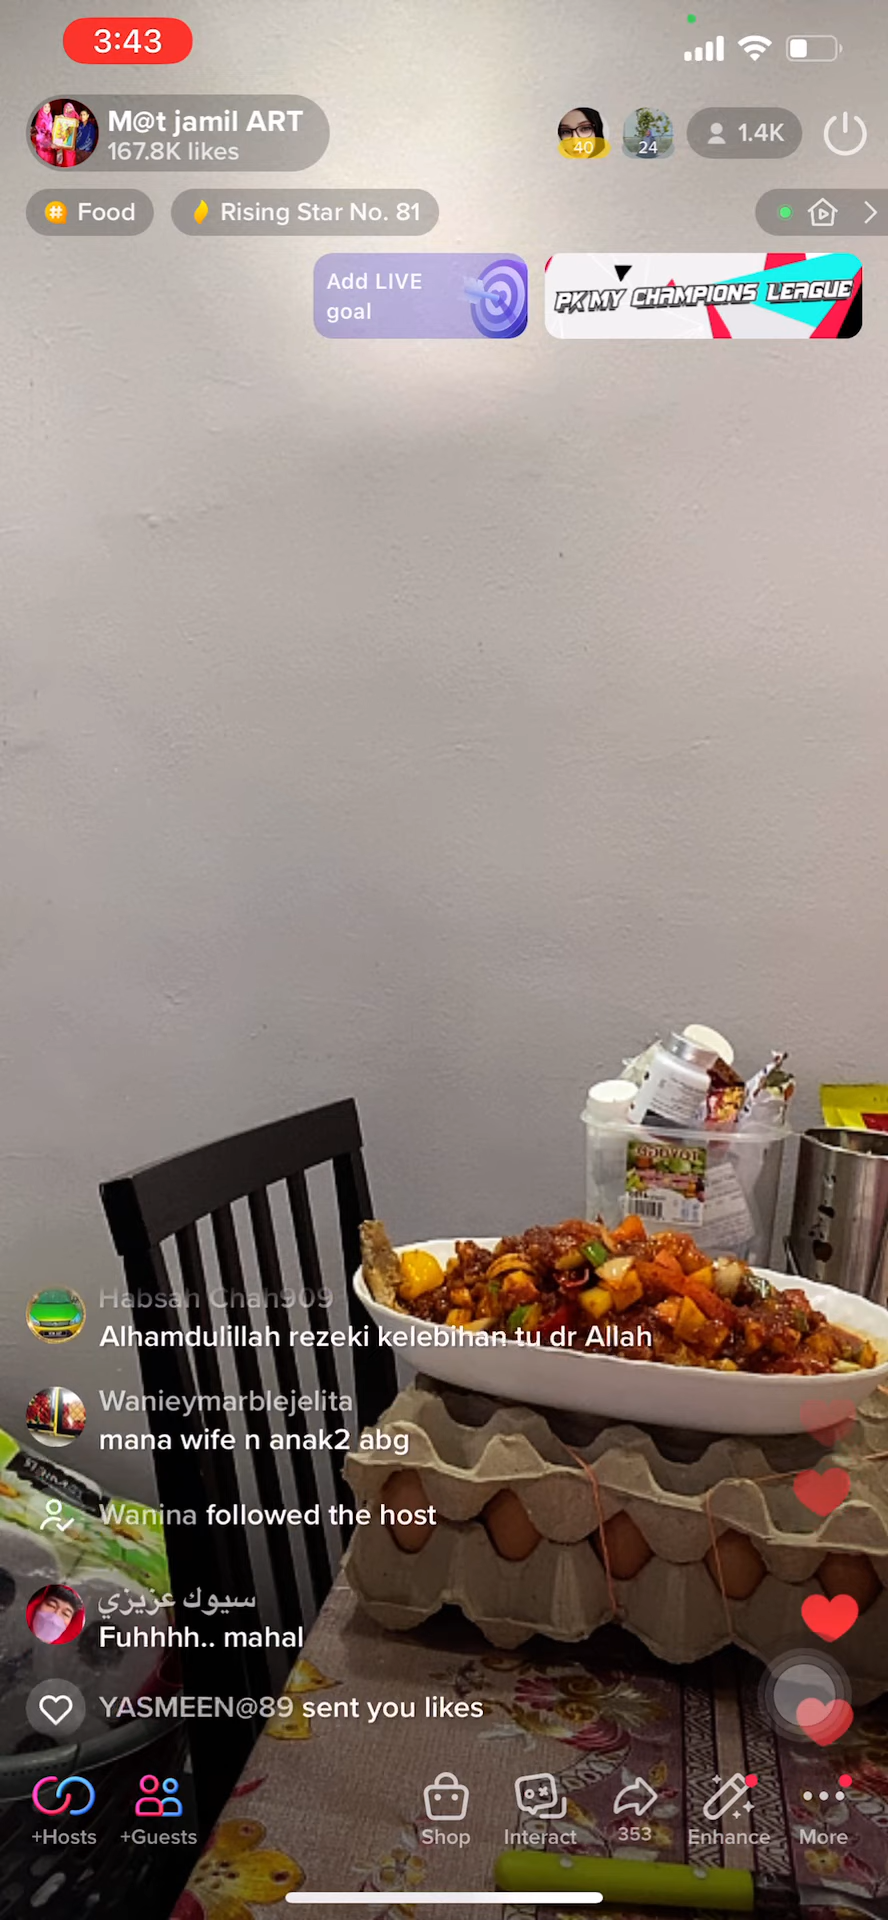 3:43
M@t jamil ART
167.8K likes
40
24
1.4K
Food
Rising Star No. 81
Add LIVE
goal
PK MY CHAMPIONS LEAGUE
Habsah Chah909
Alhamdulillah rezeki kelebihan tu dr Allah
Wanieymarblejelita
mana wife n anak2 abg
Wanina followed the host
سيوك عزيزي
Fuhhhh.. mahal
YASMEEN@89 sent you likes
+Hosts
+Guests
Shop
Interact
353
Enhance
More